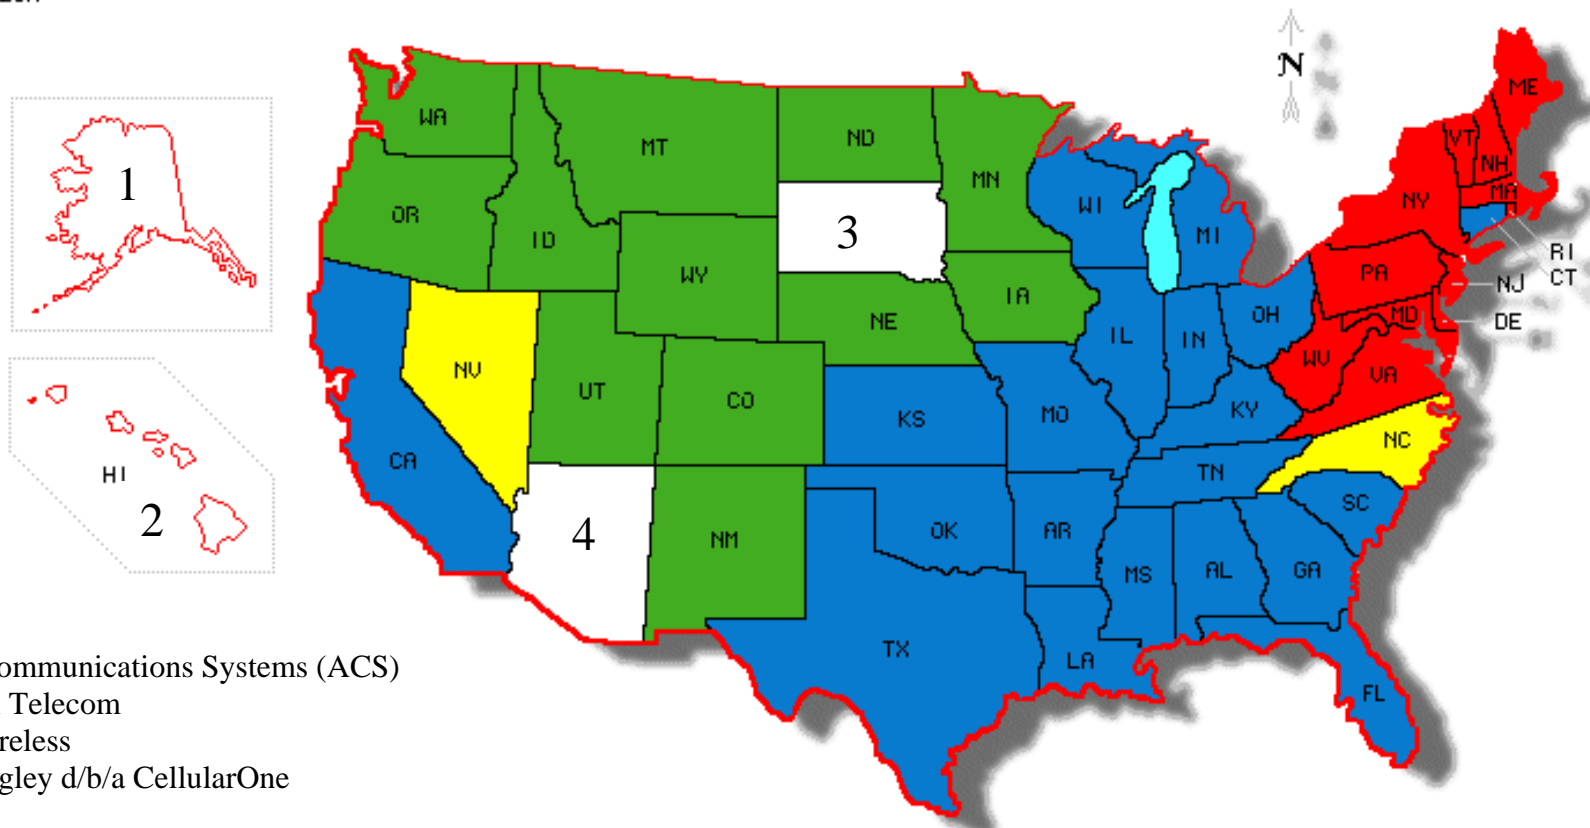 N
ME
WA
MT
ND
MN
VT
NH
MA
NY
OR
ID
WI
MI
1
3
RI
CT
WY
PA
NJ
IA
NE
OH
MD
DE
IL
IN
WV
VA
NV
UT
CO
KS
MO
KY
NC
CA
TN
HI
2
4
NM
OK
AR
SC
MS
AL
GA
TX
LA
FL
ommunications Systems (ACS)
Telecom
reless
gley d/b/a CellularOne